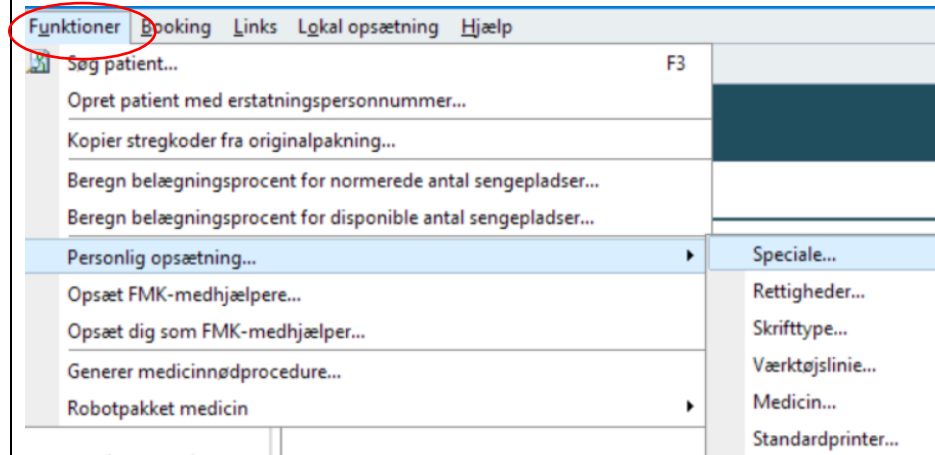 Funktioner Booking Links Lokal opsætning Hjælp
Søg patient... F3
Opret patient med erstatningspersonnummer...
Kopier stregkoder fra originalpakning...
Beregn belægningsprocent for normerede antal sengepladser...
Beregn belægningsprocent for disponible antal sengepladser...
Personlig opsætning...
Opsæt FMK-medhjælpere...
Opsæt dig som FMK-medhjælper...
Generer medicinnødprocedure...
Robotpakket medicin
Speciale...
Rettigheder...
Skrifttype...
Værktøjslinie...
Medicin...
Standardprinter...